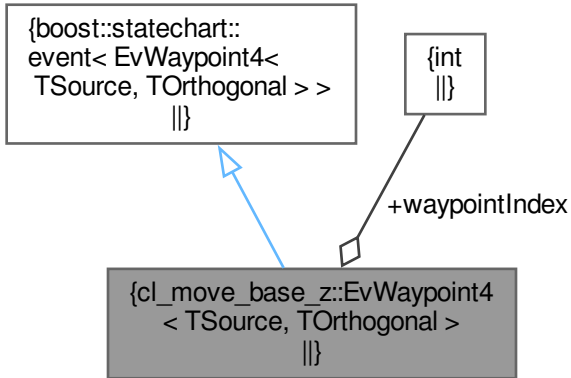 {boost::statechart::
event< EvWaypoint4<
TSource, TOrthogonal > >
||}
{int
||}
+waypointIndex
{cl_move_base_z::EvWaypoint4
< TSource, TOrthogonal >
||}